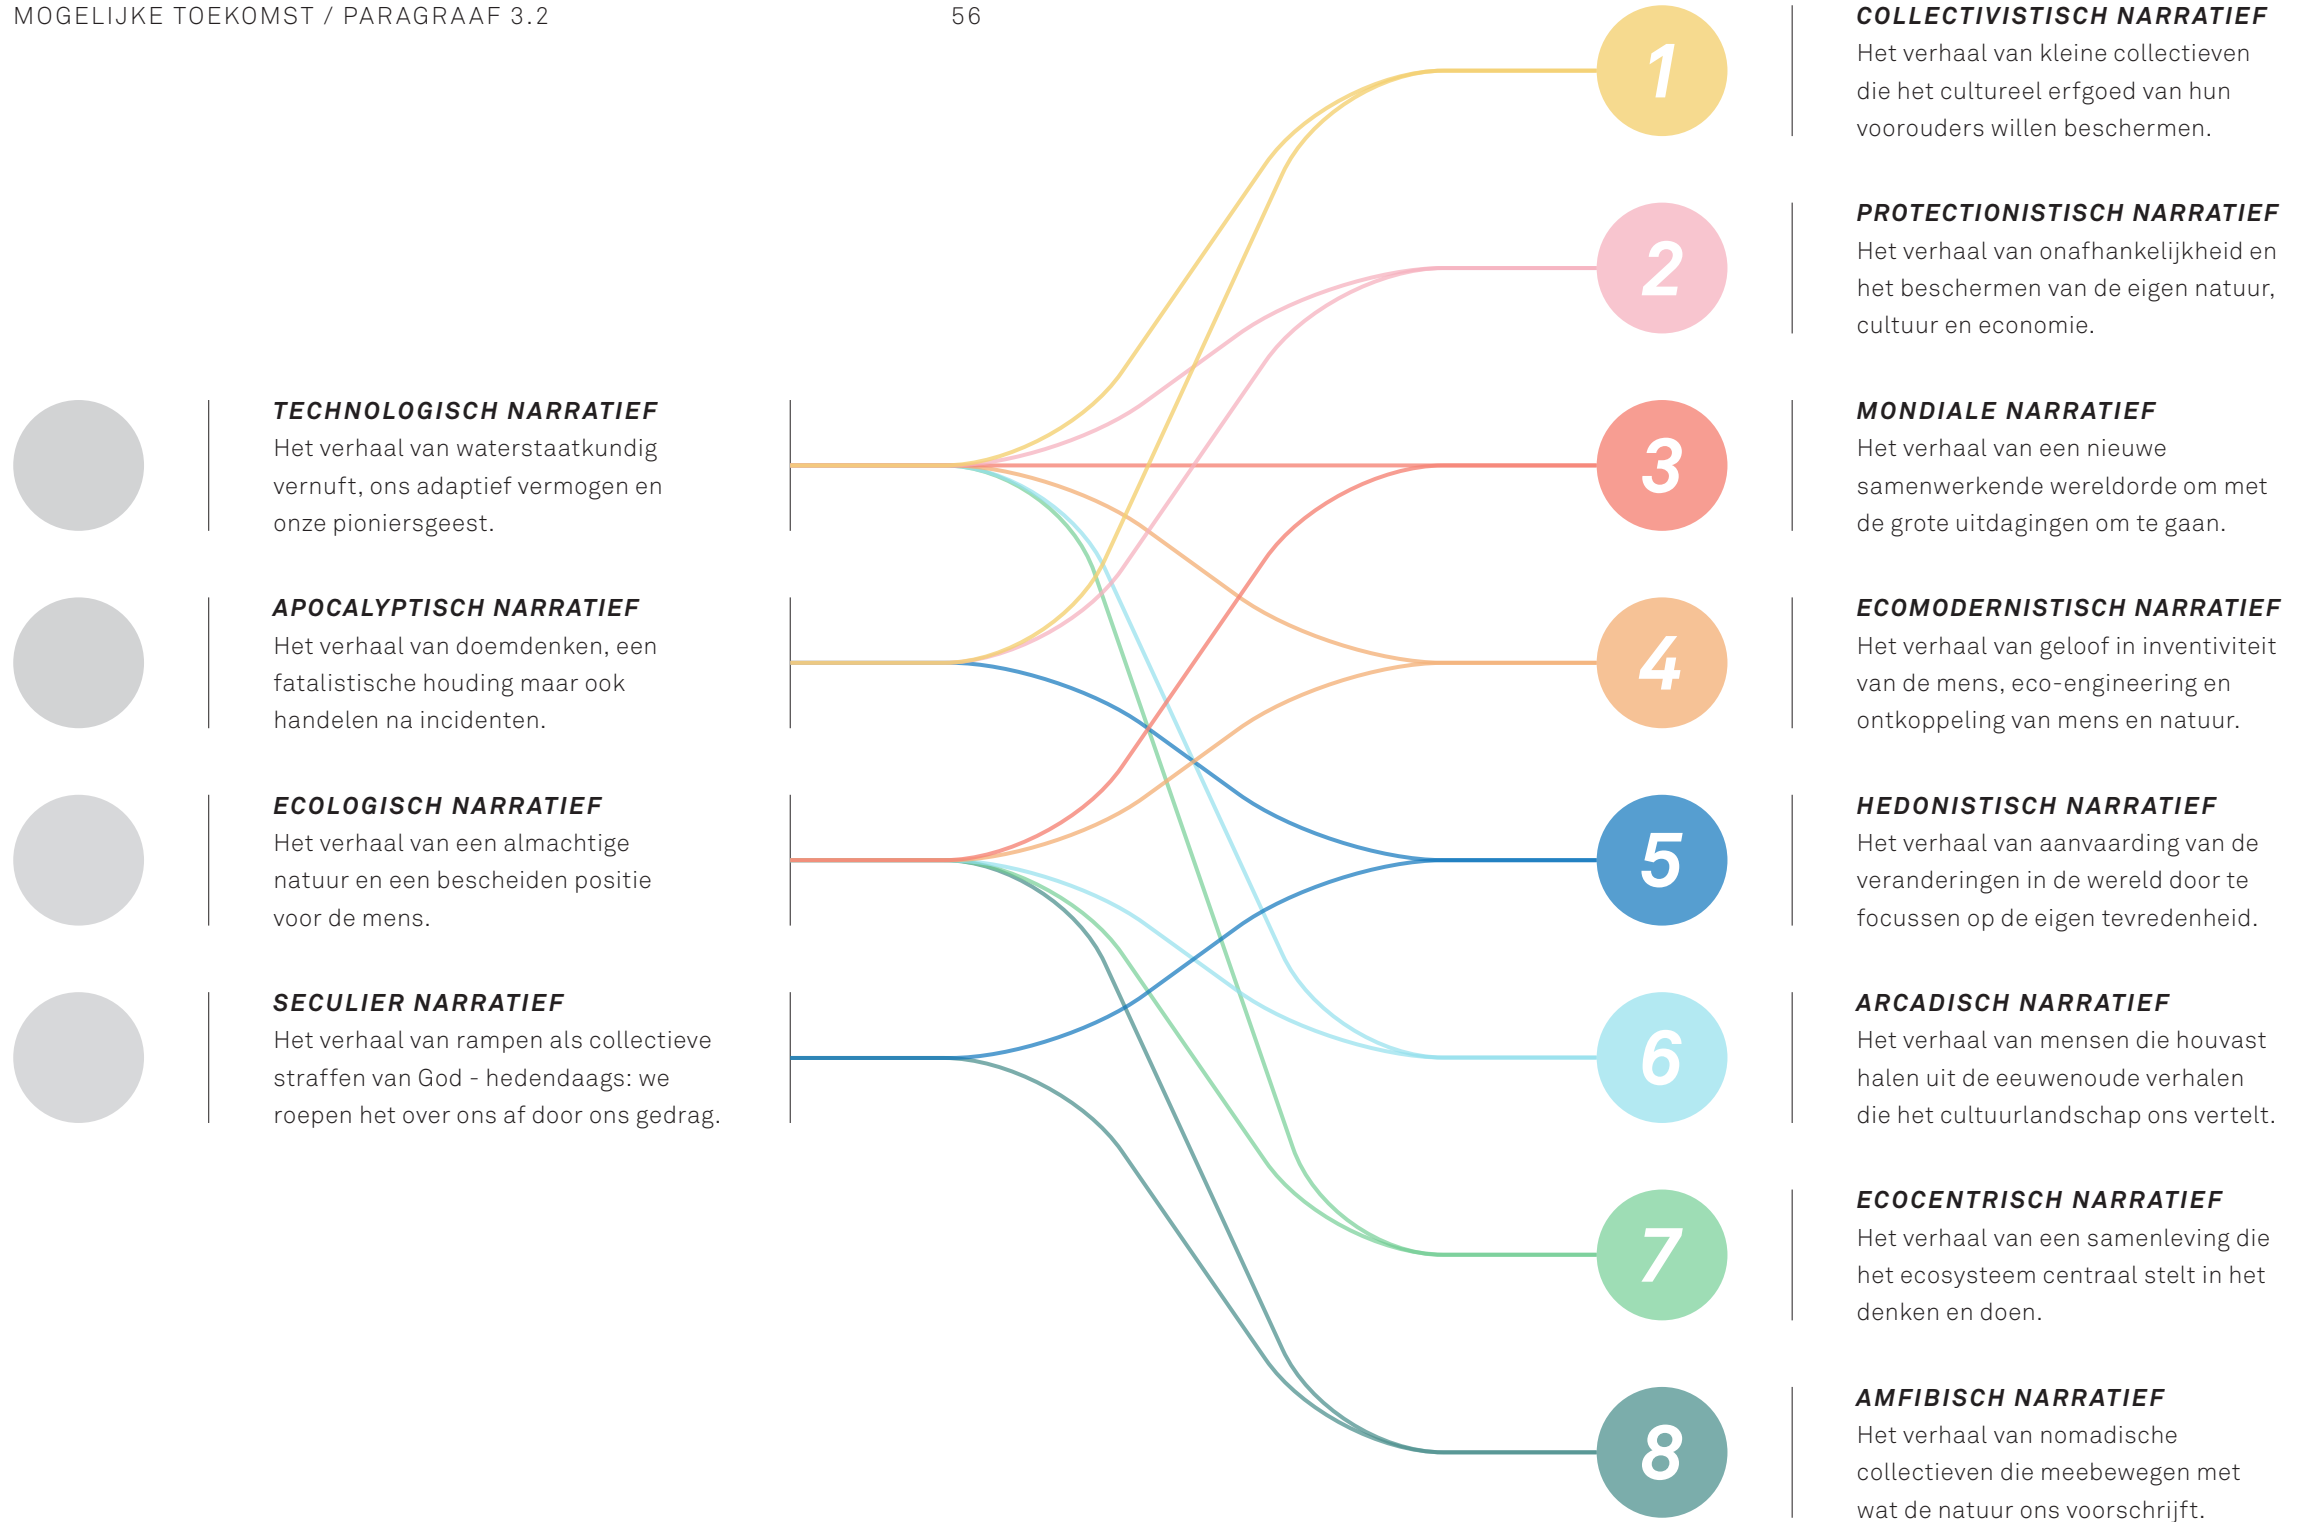 MOGELIJKE TOEKOMST / PARAGRAAF 3.2
56
TECHNOLOGISCH NARRATIEF
Het verhaal van waterstaatkundig
vernuft, ons adaptief vermogen en
onze pioniersgeest.
APOCALYPTISCH NARRATIEF
Het verhaal van doemdenken, een
fatalistische houding maar ook
handelen na incidenten.
ECOLOGISCH NARRATIEF
Het verhaal van een almachtige
natuur en een bescheiden positie
voor de mens.
SECULIER NARRATIEF
Het verhaal van rampen als collectieve
straffen van God - hedendaags: we
roepen het over ons af door ons gedrag.
1
COLLECTIVISTISCH NARRATIEF
Het verhaal van kleine collectieven
die het cultureel erfgoed van hun
voorouders willen beschermen.
2
PROTECTIONISTISCH NARRATIEF
Het verhaal van onafhankelijkheid en
het beschermen van de eigen natuur,
cultuur en economie.
3
MONDIALE NARRATIEF
Het verhaal van een nieuwe
samenwerkende wereldorde om met
de grote uitdagingen om te gaan.
4
ECOMODERNISTISCH NARRATIEF
Het verhaal van geloof in inventiviteit
van de mens, eco-engineering en
ontkoppeling van mens en natuur.
5
HEDONISTISCH NARRATIEF
Het verhaal van aanvaarding van de
veranderingen in de wereld door te
focussen op de eigen tevredenheid.
6
ARCADISCH NARRATIEF
Het verhaal van mensen die houvast
halen uit de eeuwenoude verhalen
die het cultuurlandschap ons vertelt.
7
ECOCENTRISCH NARRATIEF
Het verhaal van een samenleving die
het ecosysteem centraal stelt in het
denken en doen.
8
AMFIBISCH NARRATIEF
Het verhaal van nomadische
collectieven die meebewegen met
wat de natuur ons voorschrijft.